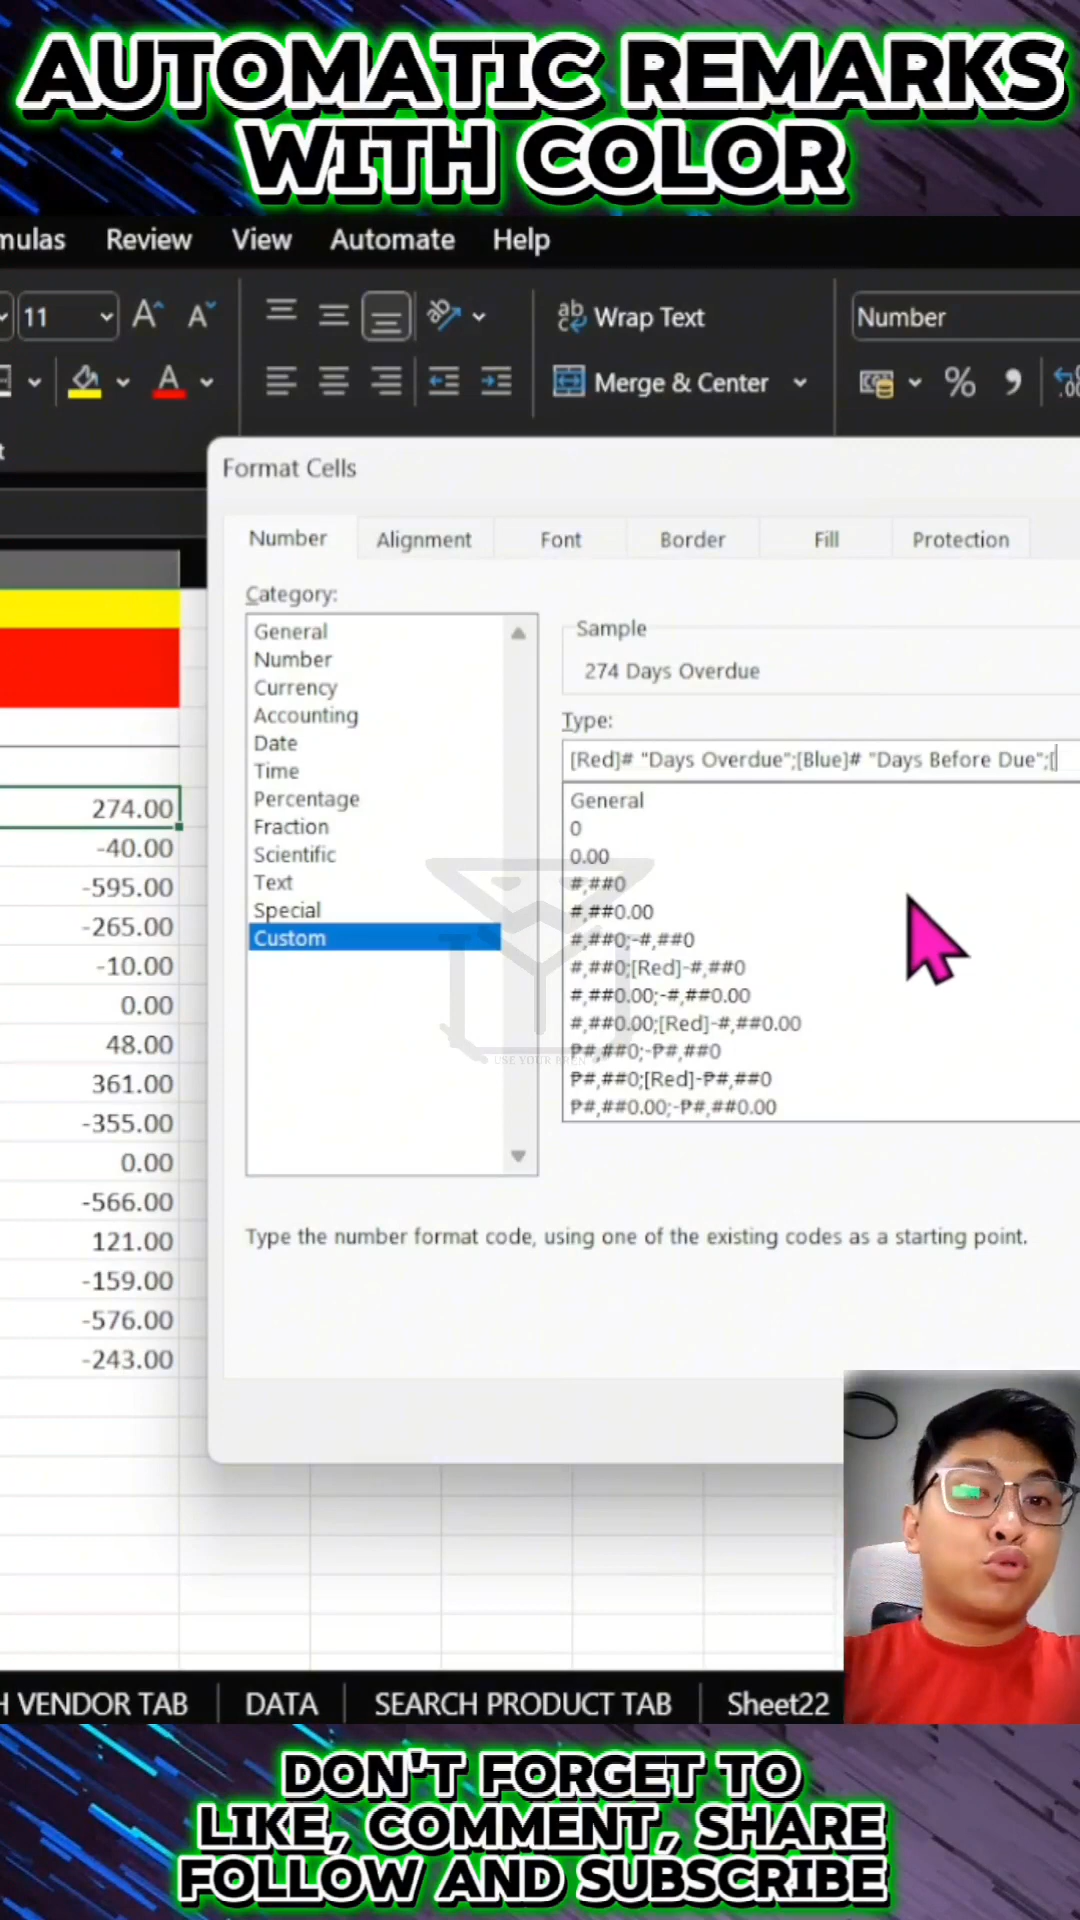 AUTOMATIC REMARKS
WITH COLOR
mulas Review View Automate Help
11 A A ab Wrap Text Number
A Merge & Center % , .00
Format Cells
Number Alignment Font Border Fill Protection
Category:
General
Number
Currency
Accounting
Date
Time
Percentage
Fraction
Scientific
Text
Special
Custom
Sample
274 Days Overdue
Type:
[Red]# "Days Overdue";[Blue]# "Days Before Due";[
General
0
0.00
#,##0
#,##0.00
#,##0;-#,##0
#,##0;[Red]-#,##0
#,##0.00;-#,##0.00
#,##0.00;[Red]-#,##0.00
₱#,##0;-₱#,##0
₱#,##0;[Red]-₱#,##0
₱#,##0.00;-₱#,##0.00
Type the number format code, using one of the existing codes as a starting point.
274.00
-40.00
-595.00
-265.00
-10.00
0.00
48.00
361.00
-355.00
0.00
-566.00
121.00
-159.00
-576.00
-243.00
USE YOUR BREN
H VENDOR TAB DATA SEARCH PRODUCT TAB Sheet22
DON'T FORGET TO
LIKE, COMMENT, SHARE
FOLLOW AND SUBSCRIBE